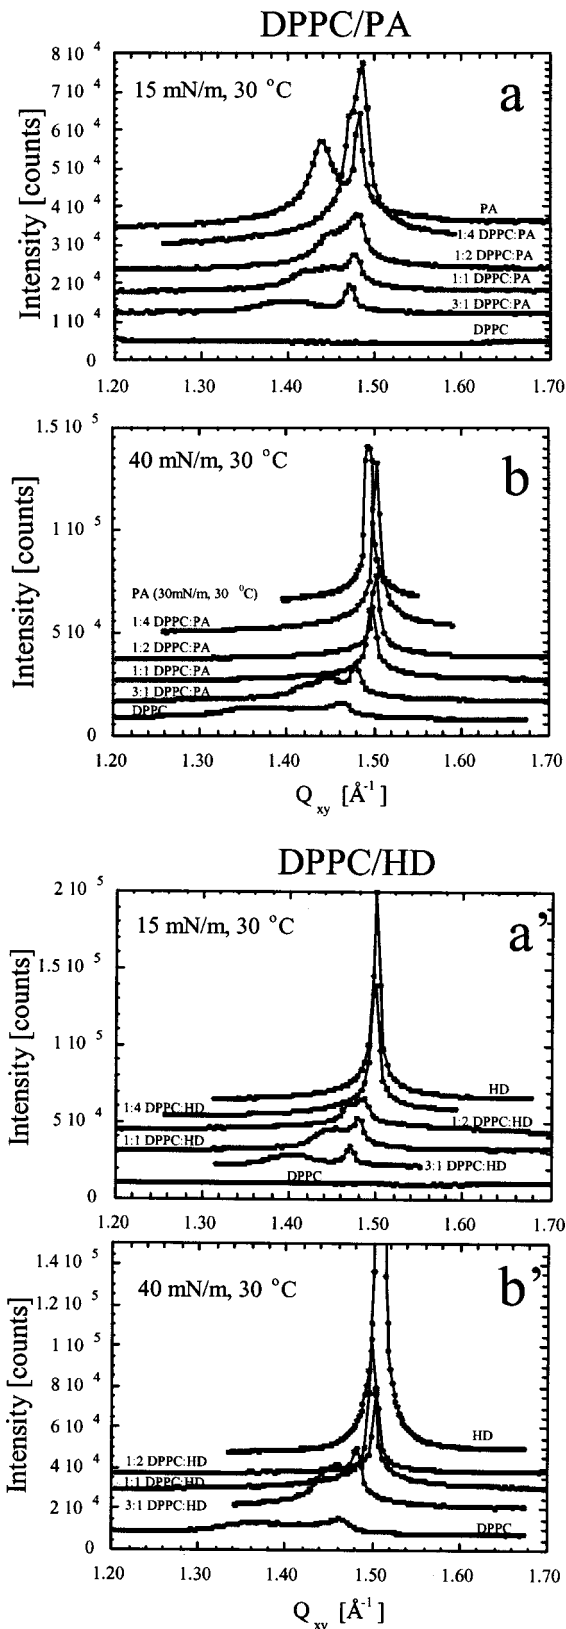 DPPC/PA
8 10 4
7 10 4
6 10 4
5 10 4
4 10 4
3 10 4
2 10 4
1 10 4
0
Intensity [counts]
15 mN/m, 30 °C
a
PA
1:4 DPPC:PA
1:2 DPPC:PA
1:1 DPPC:PA
3:1 DPPC:PA
DPPC
1.20 1.30 1.40 1.50 1.60 1.70
1.5 10 5
1 10 5
5 10 4
0
Intensity [counts]
40 mN/m, 30 °C
b
PA (30mN/m, 30 °C)
1:4 DPPC:PA
1:2 DPPC:PA
1:1 DPPC:PA
3:1 DPPC:PA
DPPC
1.20 1.30 1.40 1.50 1.60 1.70
Q xy [Å-1]
DPPC/HD
2 10 5
1.5 10 5
1 10 5
5 10 4
0
Intensity [counts]
15 mN/m, 30 °C
a'
HD
1:4 DPPC:HD
1:2 DPPC:HD
1:1 DPPC:HD
3:1 DPPC:HD
DPPC
1.20 1.30 1.40 1.50 1.60 1.70
1.4 10 5
1.2 10 5
1 10 5
8 10 4
6 10 4
4 10 4
2 10 4
0
Intensity [counts]
40 mN/m, 30 °C
b'
HD
1:2 DPPC:HD
1:1 DPPC:HD
3:1 DPPC:HD
DPPC
1.20 1.30 1.40 1.50 1.60 1.70
Q xy [Å-1]